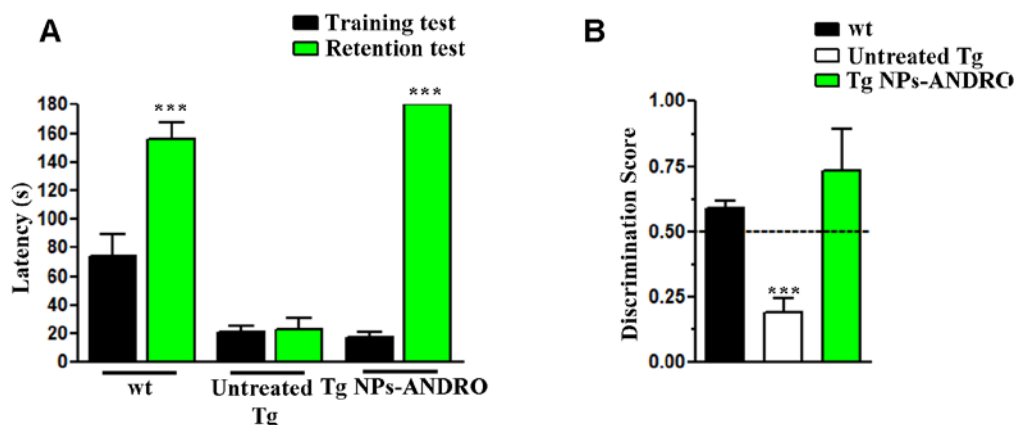 A
Training test
Retention test
***
***
180
160
140
120
100
80
60
40
20
0
Latency (s)
wt
Untreated Tg
Tg NPs-ANDRO
B
wt
Untreated Tg
Tg NPs-ANDRO
1.00
0.75
0.50
0.25
0.00
Discrimination Score
***